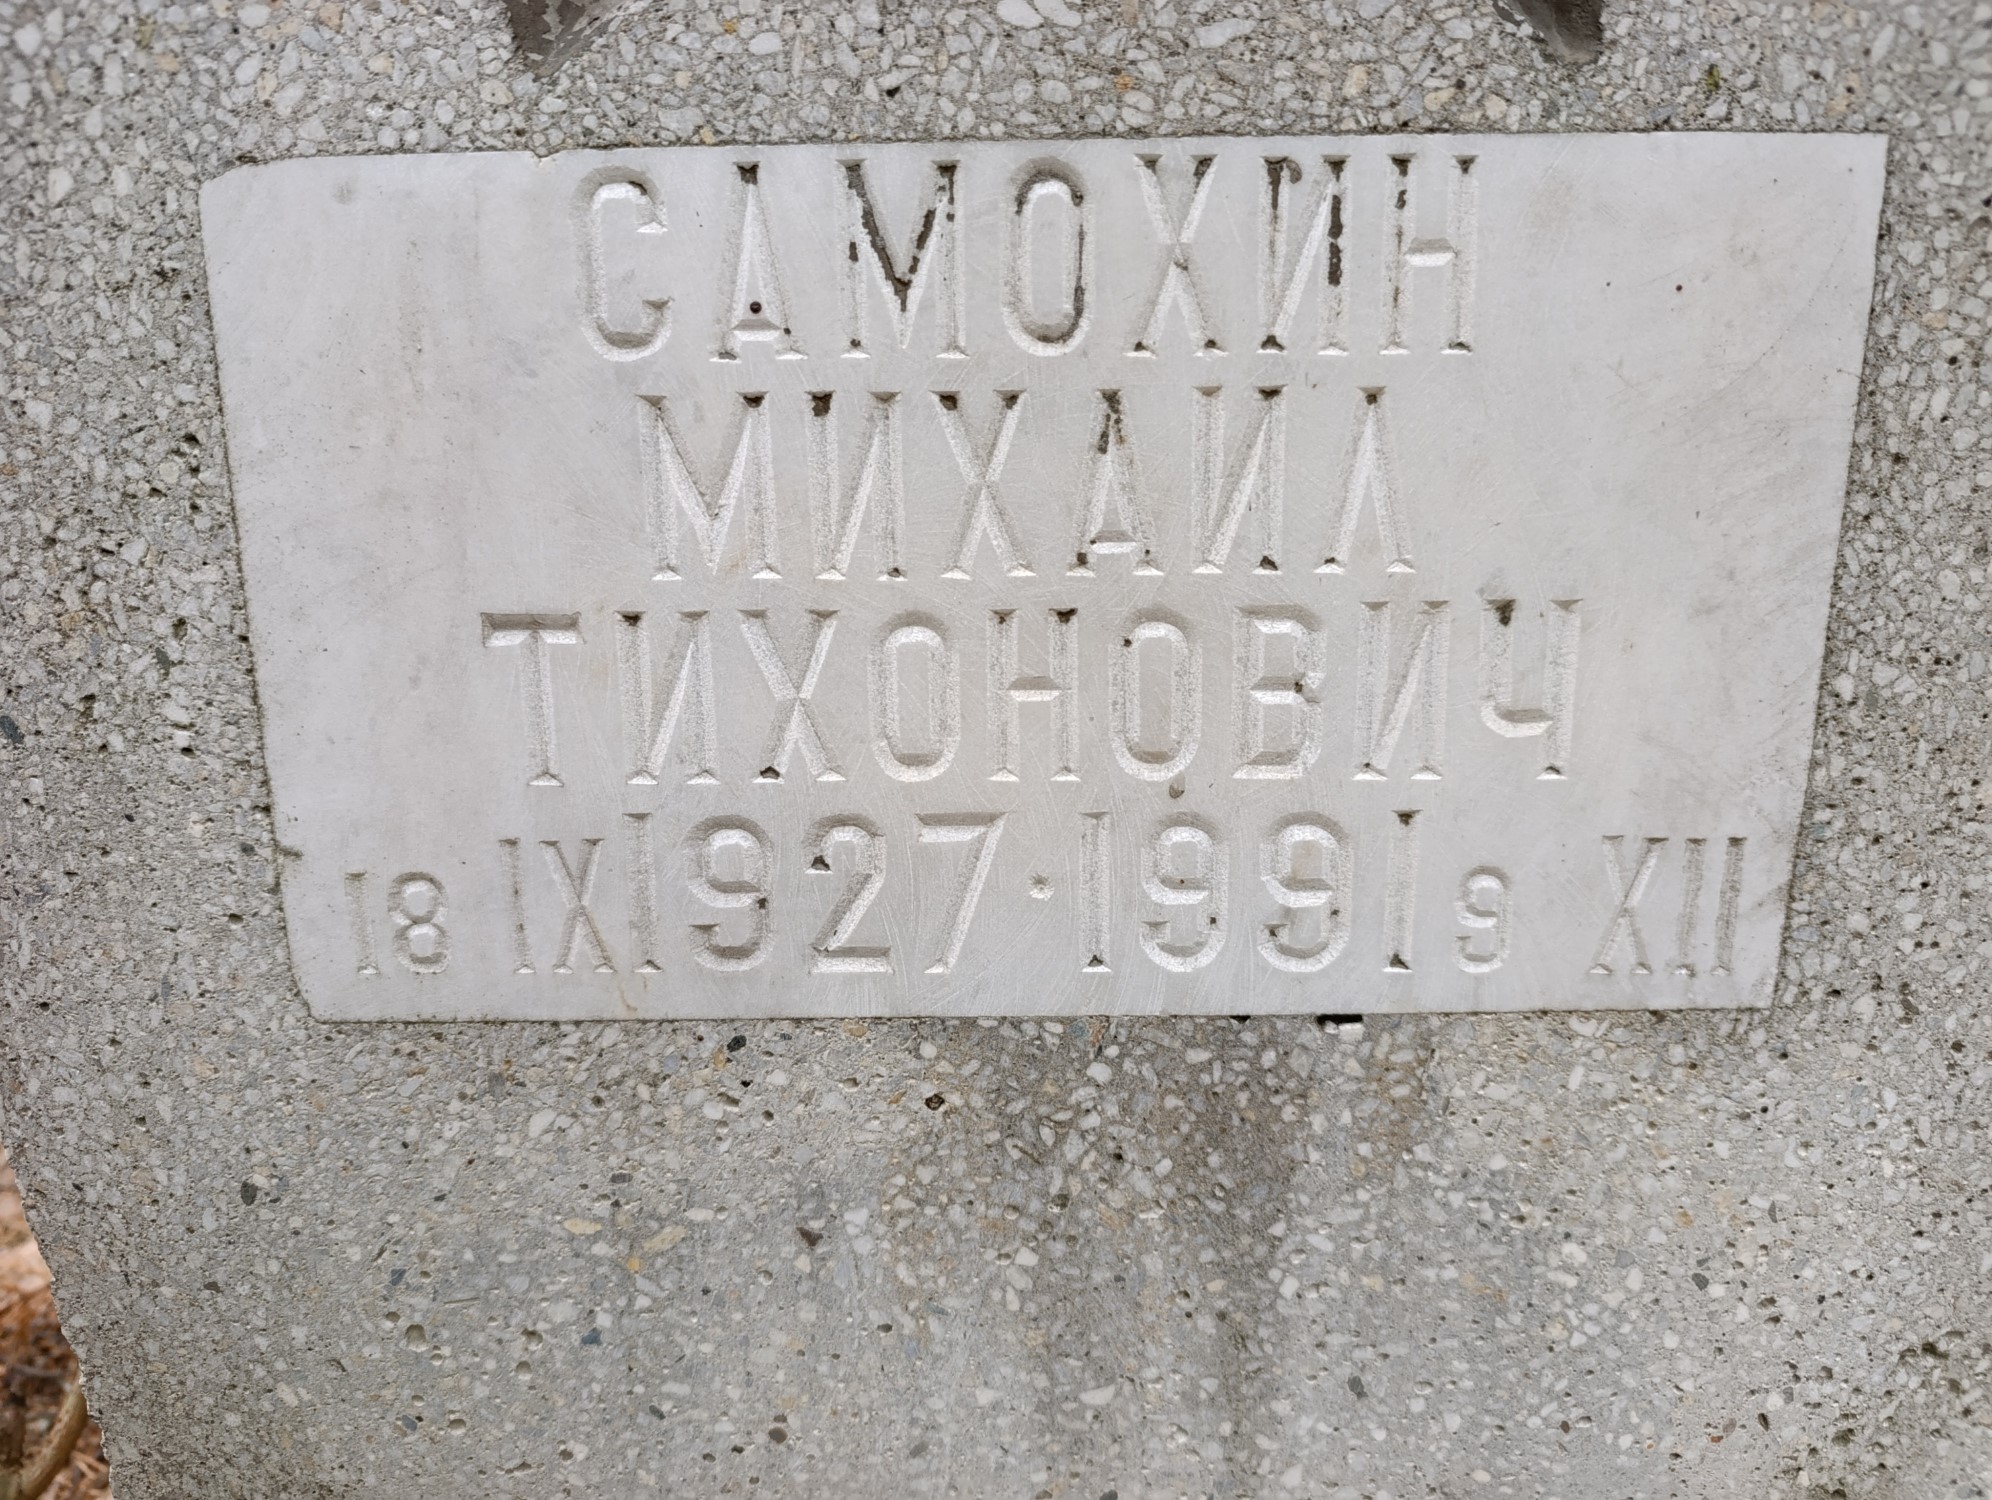 САМОХИН
МИХАИЛ
ТИХОНОВИЧ
18 IX 1927 · 1991 9 XII